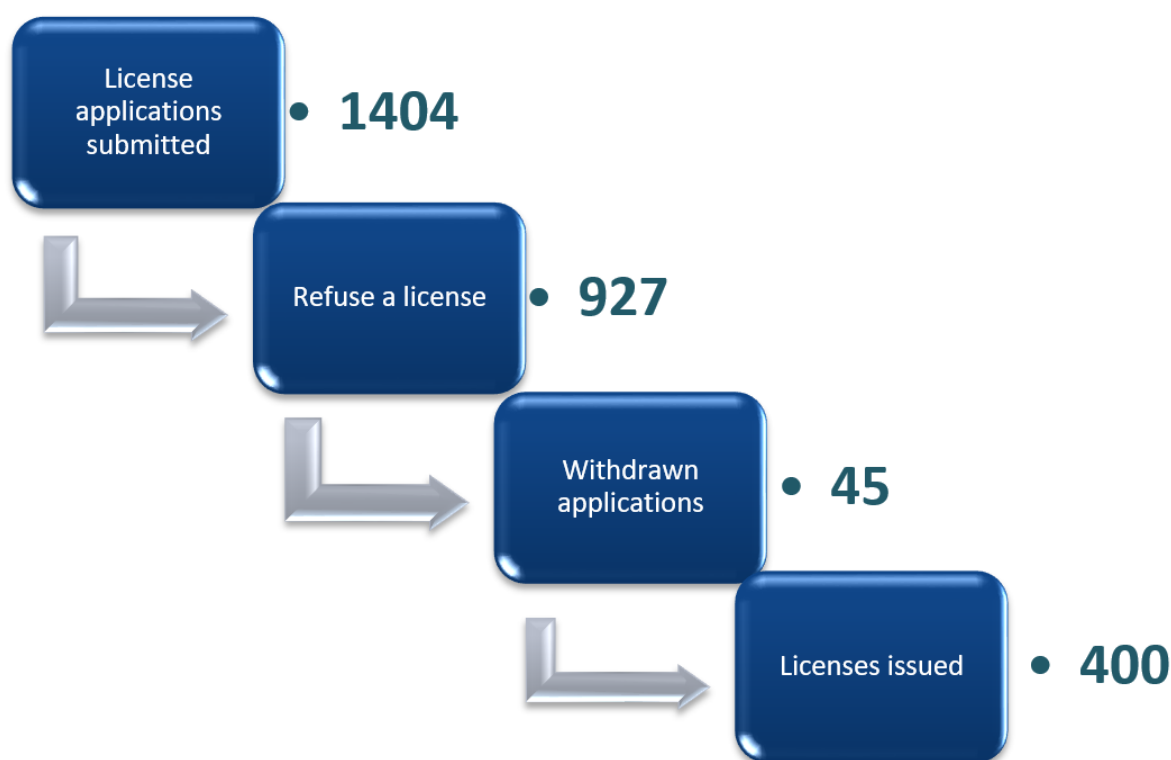 License
applications
submitted
• 1404
Refuse a license
• 927
Withdrawn
applications
• 45
Licenses issued
• 400